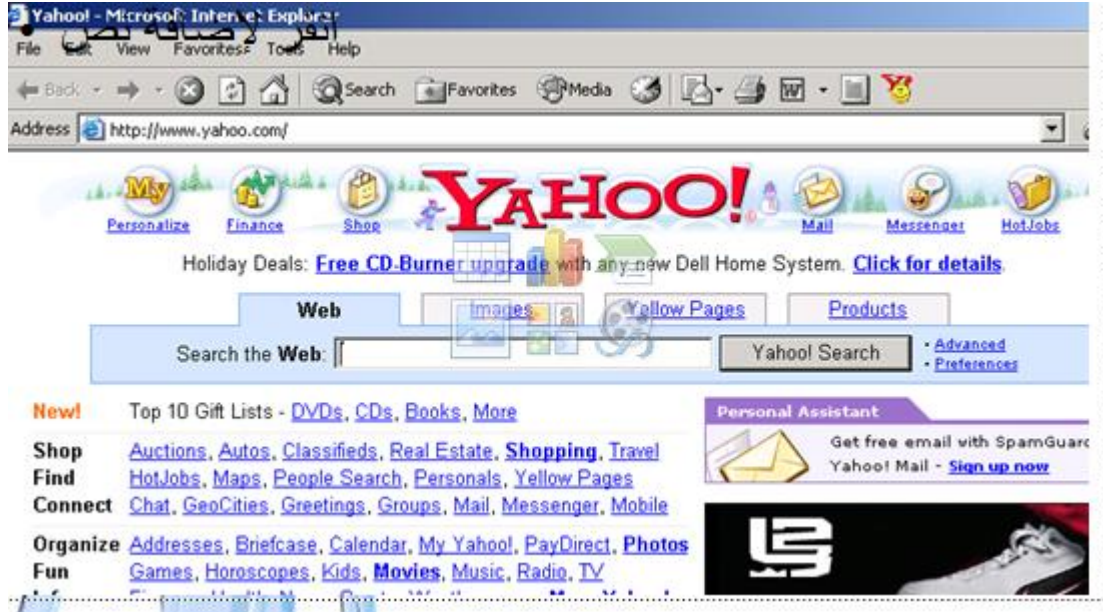 Yahoo! - Microsoft Internet Explorer
• انقر لإضافة نص
File Edit View Favorites Tools Help
Back Search Favorites Media
Address http://www.yahoo.com/
My YAHOO!
Personalize Finance Shop Mail Messenger HotJobs
Holiday Deals: Free CD-Burner upgrade with any new Dell Home System. Click for details.
Web Images Yellow Pages Products
Search the Web: Yahoo! Search · Advanced
· Preferences
New! Top 10 Gift Lists - DVDs, CDs, Books, More
Shop Auctions, Autos, Classifieds, Real Estate, Shopping, Travel
Find HotJobs, Maps, People Search, Personals, Yellow Pages
Connect Chat, GeoCities, Greetings, Groups, Mail, Messenger, Mobile
Organize Addresses, Briefcase, Calendar, My Yahoo!, PayDirect, Photos
Fun Games, Horoscopes, Kids, Movies, Music, Radio, TV
Personal Assistant
Get free email with SpamGuard
Yahoo! Mail - Sign up now